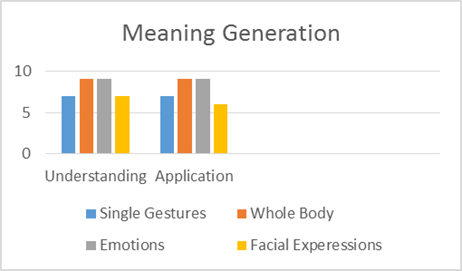 Meaning Generation
10
5
0
Understanding Application
Single Gestures Whole Body
Emotions Facial Experessions